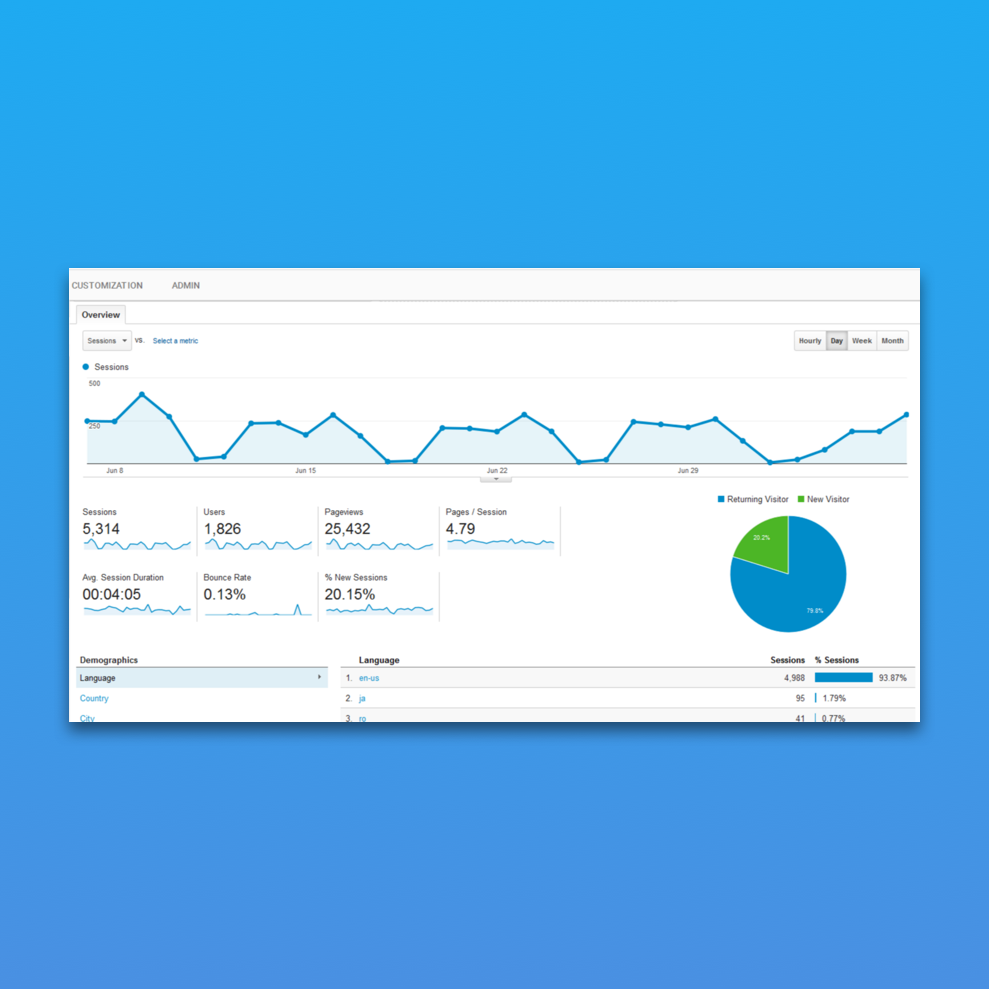 CUSTOMIZATION ADMIN
Overview
Sessions vs. Select a metric Hourly Day Week Month
Sessions
500
250
Jun 8 Jun 15 Jun 22 Jun 29
Returning Visitor New Visitor
Sessions Users Pageviews Pages / Session
5,314 1,826 25,432 4.79
20.2%
Avg. Session Duration Bounce Rate % New Sessions
00:04:05 0.13% 20.15%
79.8%
Demographics Language Sessions % Sessions
Language 1. en-us 4,988 93.87%
Country 2. ja 95 1.79%
City 3. ro 41 0.77%